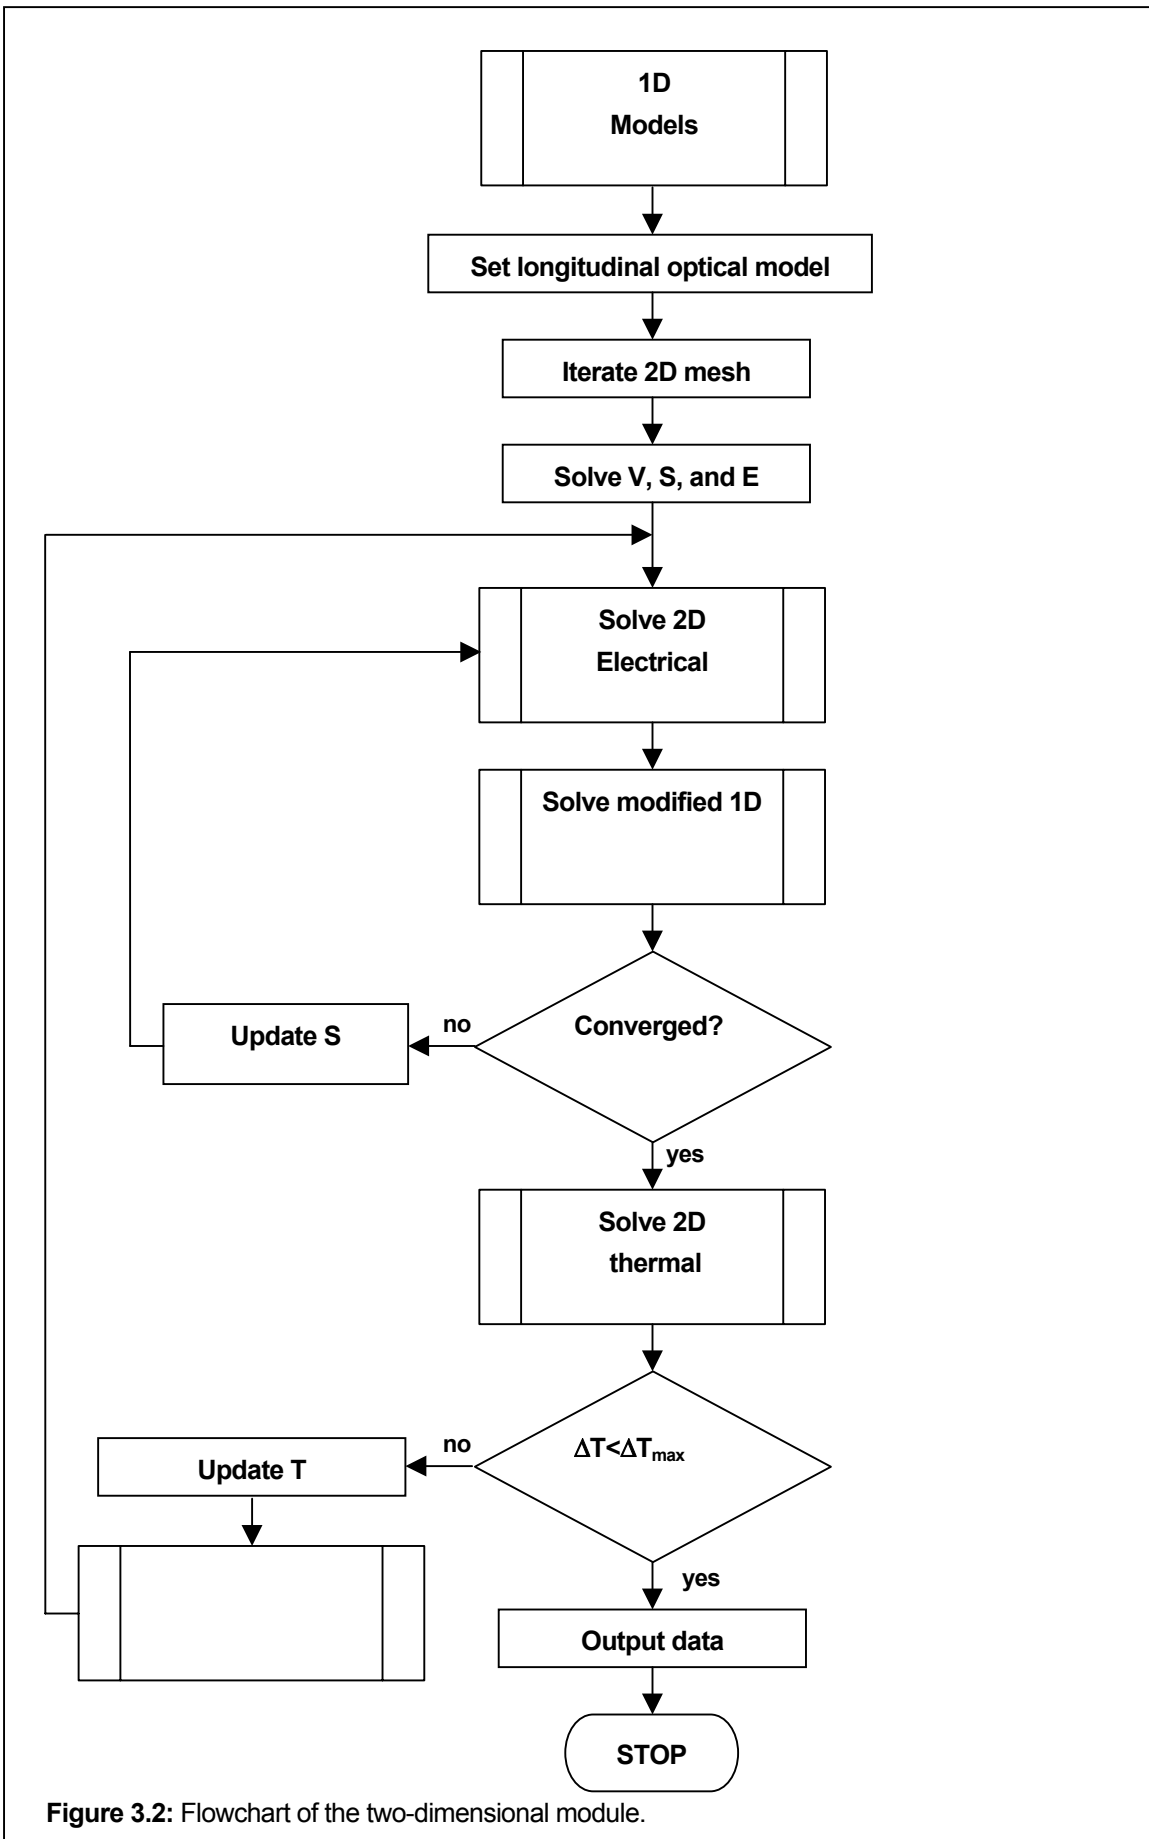 1D
Models
Set longitudinal optical model
Iterate 2D mesh
Solve V, S, and E
Solve 2D
Electrical
Solve modified 1D
Converged?
no
Update S
yes
Solve 2D
thermal
ΔT<ΔTmax
no
Update T
yes
Output data
STOP
Figure 3.2: Flowchart of the two-dimensional module.